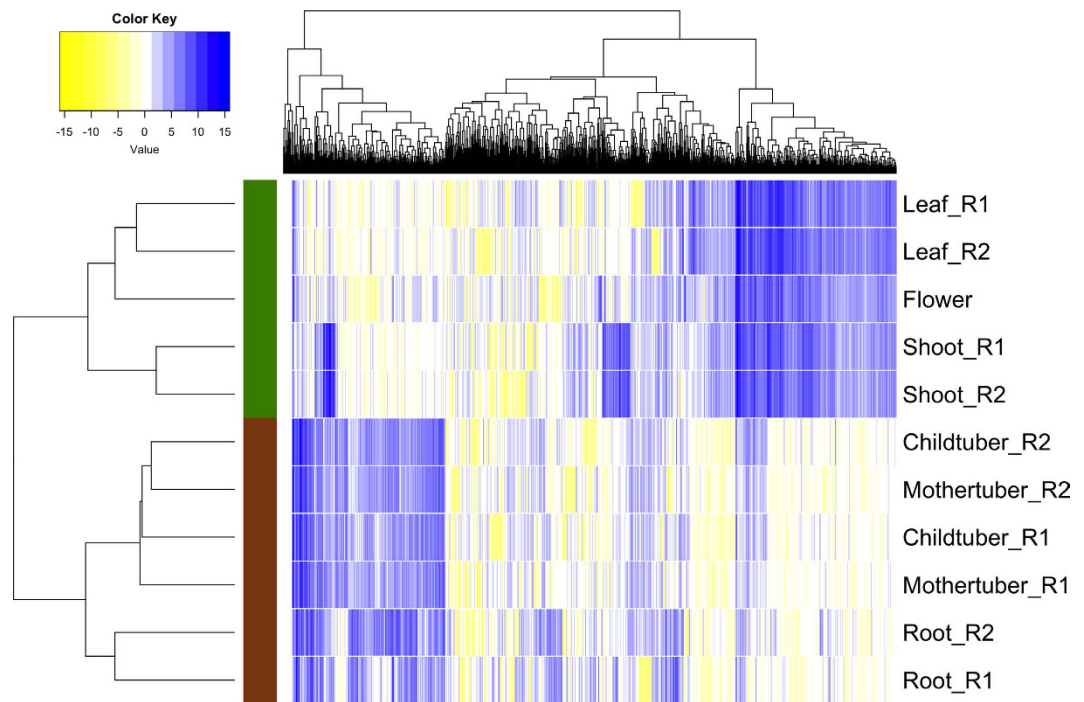 Color Key
-15 -10 -5 0 5 10 15
Value
Leaf_R1
Leaf_R2
Flower
Shoot_R1
Shoot_R2
Childtuber_R2
Mothertuber_R2
Childtuber_R1
Mothertuber_R1
Root_R2
Root_R1